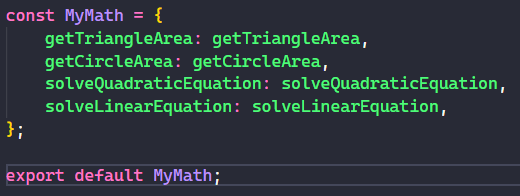 const MyMath = {
    getTriangleArea: getTriangleArea,
    getCircleArea: getCircleArea,
    solveQuadraticEquation: solveQuadraticEquation,
    solveLinearEquation: solveLinearEquation,
};

export default MyMath;